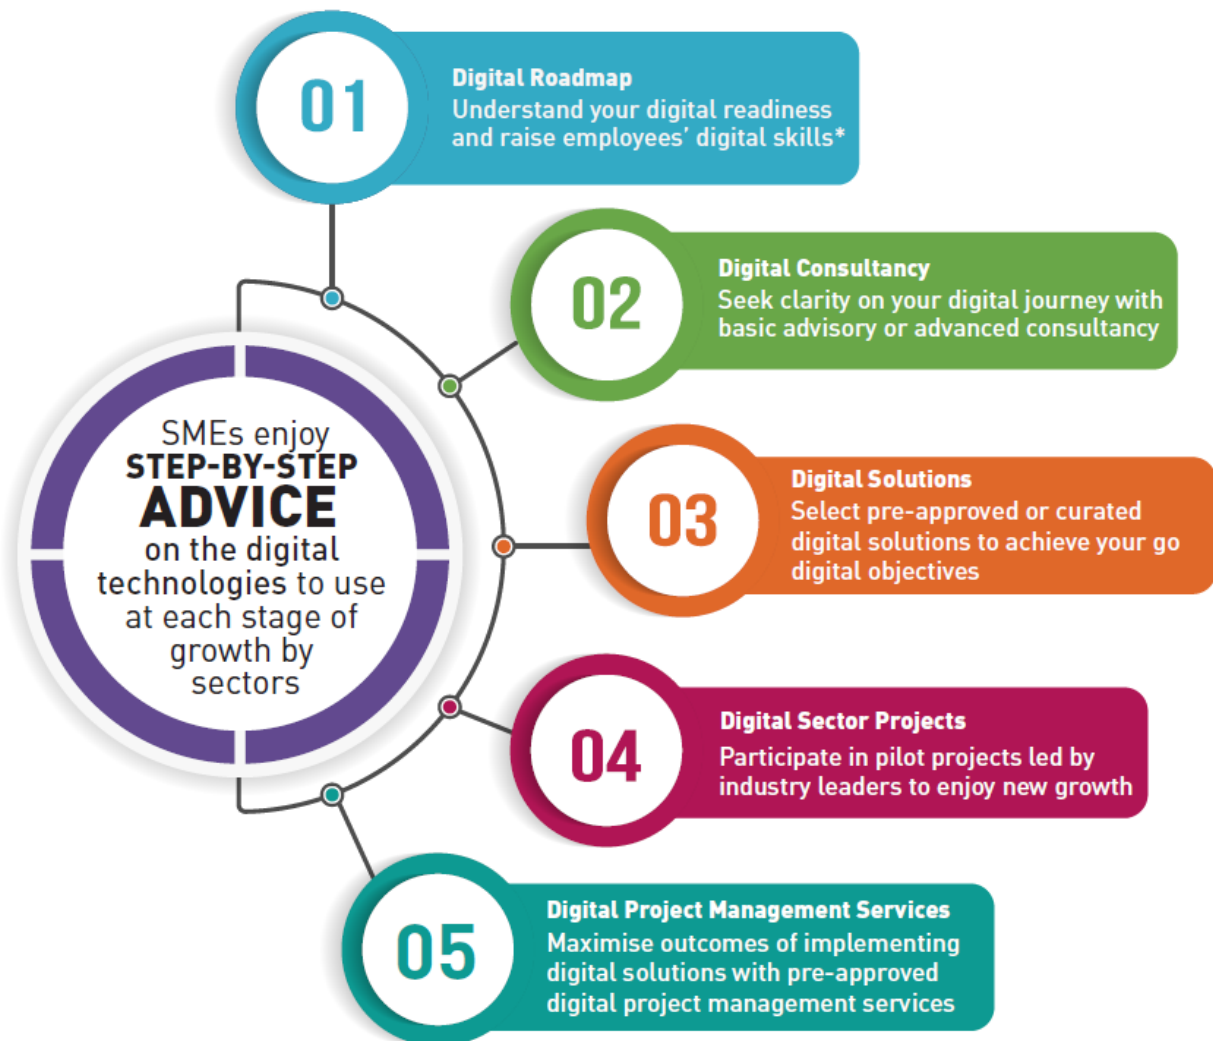 01
Digital Roadmap
Understand your digital readiness
and raise employees’ digital skills*
02
Digital Consultancy
Seek clarity on your digital journey with
basic advisory or advanced consultancy
SMEs enjoy
STEP-BY-STEP
ADVICE
on the digital
technologies to use
at each stage of
growth by
sectors
03
Digital Solutions
Select pre-approved or curated
digital solutions to achieve your go
digital objectives
04
Digital Sector Projects
Participate in pilot projects led by
industry leaders to enjoy new growth
05
Digital Project Management Services
Maximise outcomes of implementing
digital solutions with pre-approved
digital project management services